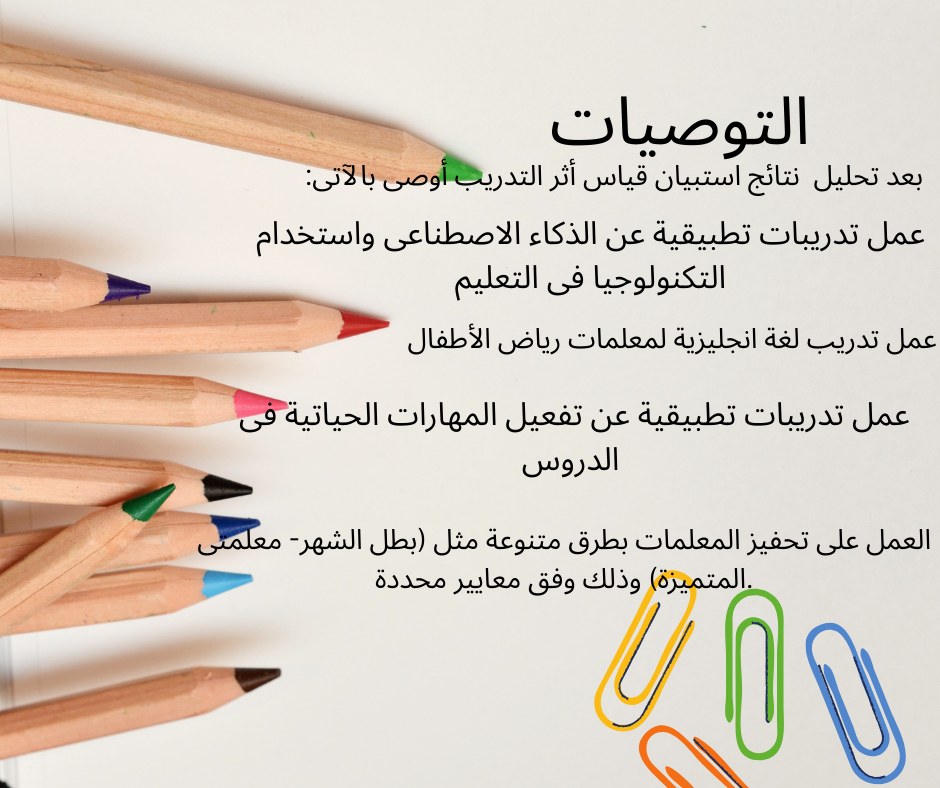 التوصيات
بعد تحليل نتائج استبيان قياس أثر التدريب أوصى بالآتى:
عمل تدريبات تطبيقية عن الذكاء الاصطناعى واستخدام
التكنولوجيا فى التعليم
عمل تدريب لغة انجليزية لمعلمات رياض الأطفال
عمل تدريبات تطبيقية عن تفعيل المهارات الحياتية فى
الدروس
العمل على تحفيز المعلمات بطرق متنوعة مثل (بطل الشهر- معلمتى
.المتميزة) وذلك وفق معايير محددة